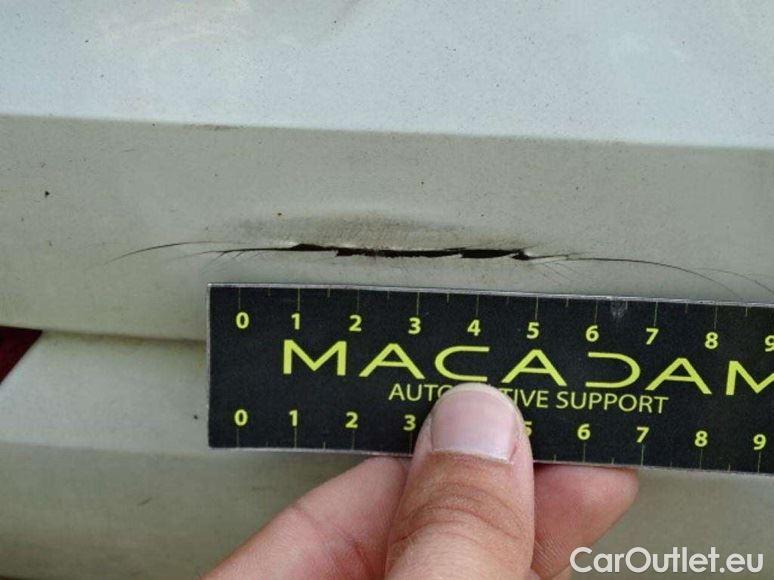 0 1 2 3 4 5 6 7 8 9
MACADAM
AUTO TIVE SUPPORT
0 1 2 3 5 6 7 8 9
CarOutlet.eu